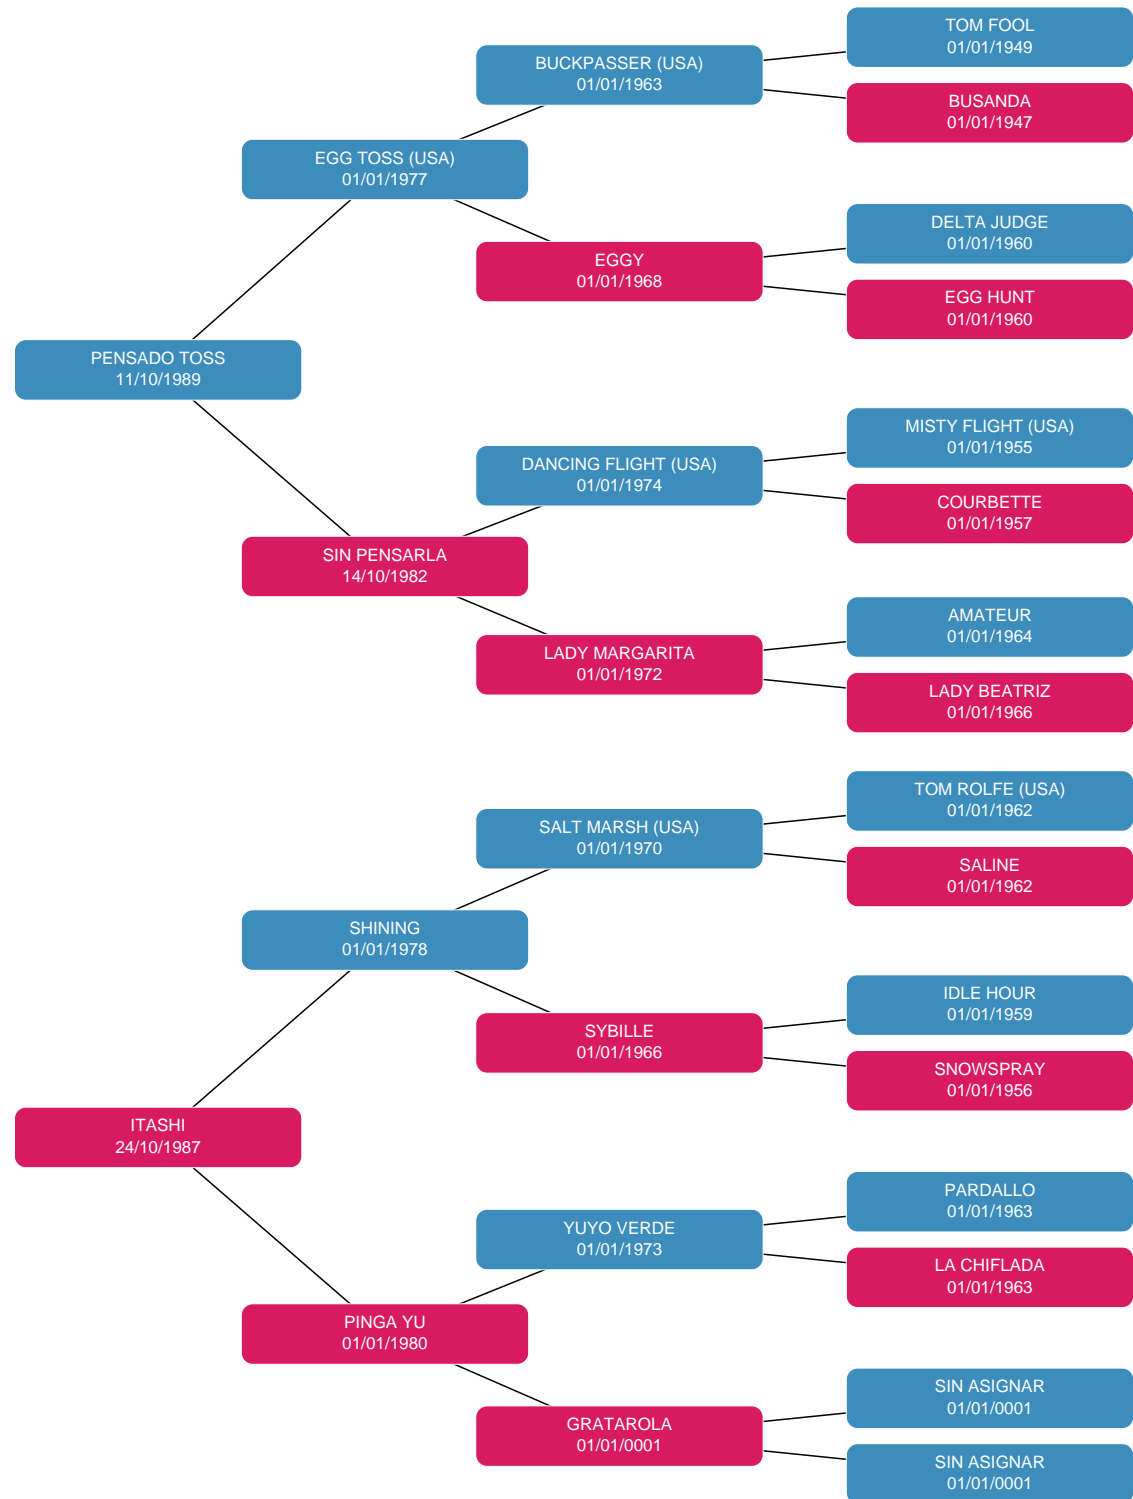 TOM FOOL
01/01/1949
BUCKPASSER (USA)
01/01/1963
BUSANDA
01/01/1947
EGG TOSS (USA)
01/01/1977
DELTA JUDGE
01/01/1960
EGGY
01/01/1968
EGG HUNT
01/01/1960
PENSADO TOSS
11/10/1989
MISTY FLIGHT (USA)
01/01/1955
DANCING FLIGHT (USA)
01/01/1974
COURBETTE
01/01/1957
SIN PENSARLA
14/10/1982
AMATEUR
01/01/1964
LADY MARGARITA
01/01/1972
LADY BEATRIZ
01/01/1966
TOM ROLFE (USA)
01/01/1962
SALT MARSH (USA)
01/01/1970
SALINE
01/01/1962
SHINING
01/01/1978
IDLE HOUR
01/01/1959
SYBILLE
01/01/1966
SNOWSPRAY
01/01/1956
ITASHI
24/10/1987
PARDALLO
01/01/1963
YUYO VERDE
01/01/1973
LA CHIFLADA
01/01/1963
PINGA YU
01/01/1980
SIN ASIGNAR
01/01/0001
GRATAROLA
01/01/0001
SIN ASIGNAR
01/01/0001